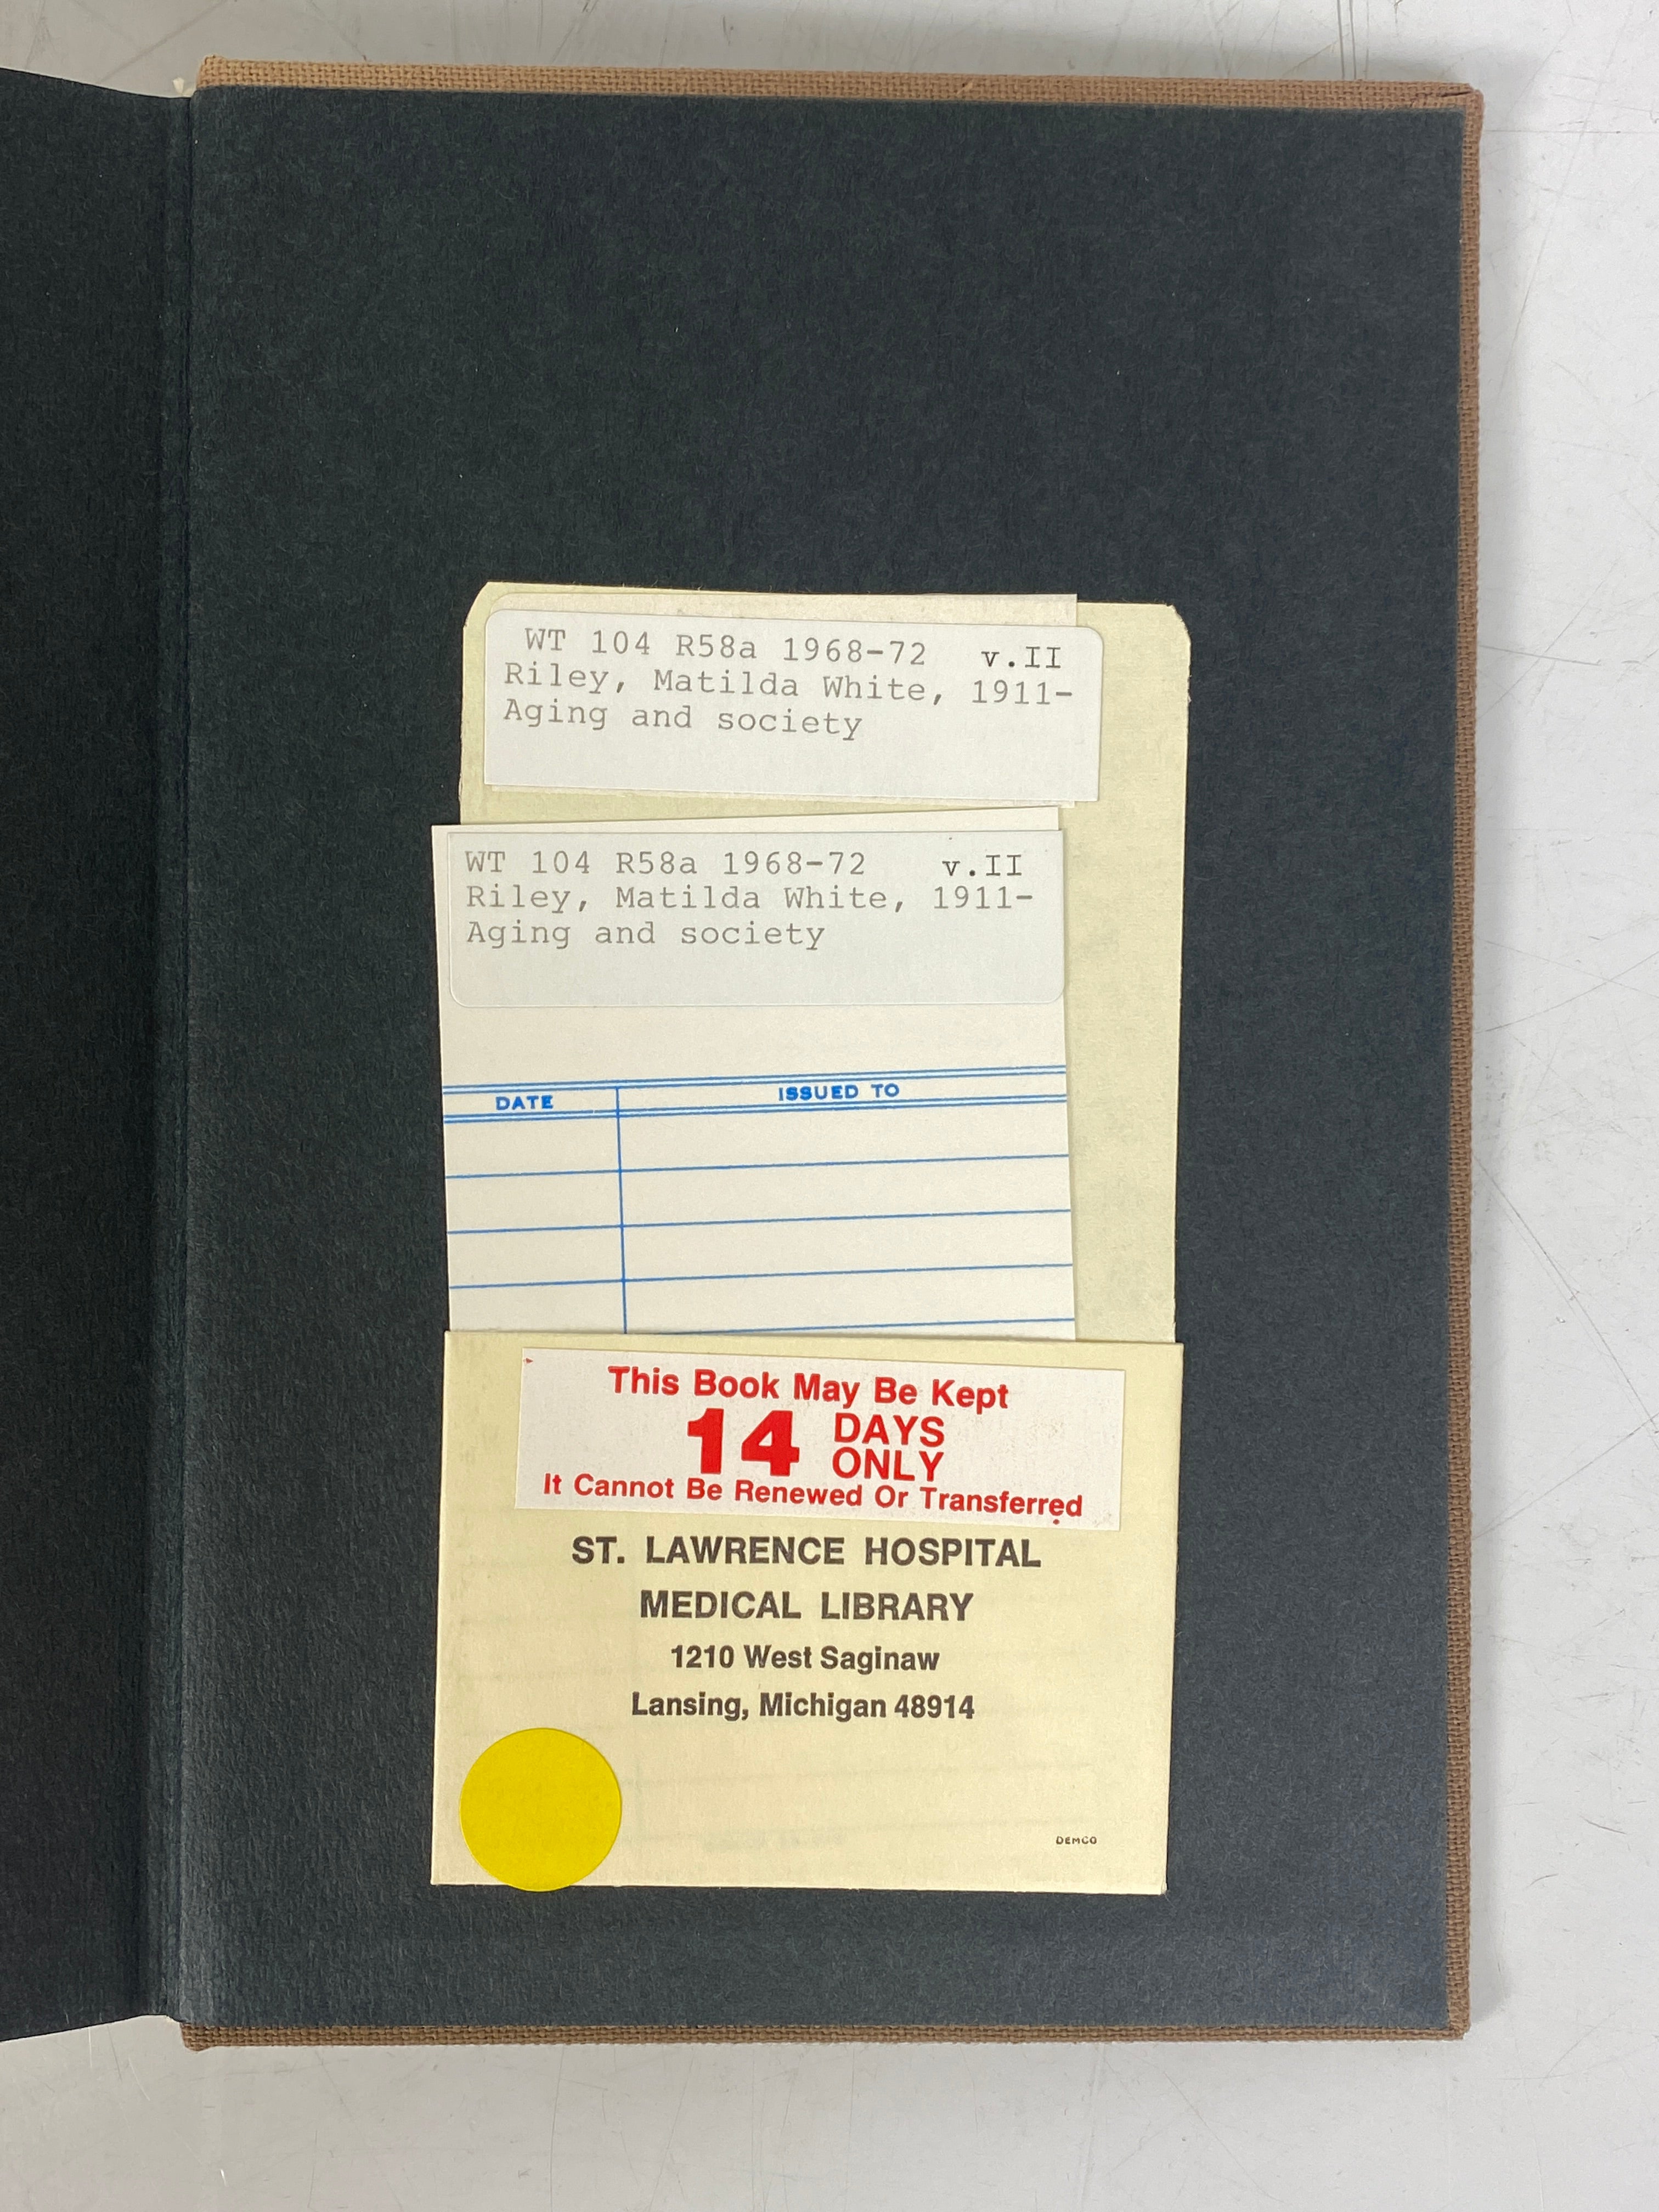 WT 104 R58a 1968-72 v.II
Riley, Matilda White, 1911-
Aging and society
WT 104 R58a 1968-72 v.II
Riley, Matilda White, 1911-
Aging and society
DATE ISSUED TO
This Book May Be Kept
14 DAYS
ONLY
It Cannot Be Renewed Or Transferred
ST. LAWRENCE HOSPITAL
MEDICAL LIBRARY
1210 West Saginaw
Lansing, Michigan 48914
DEMCO